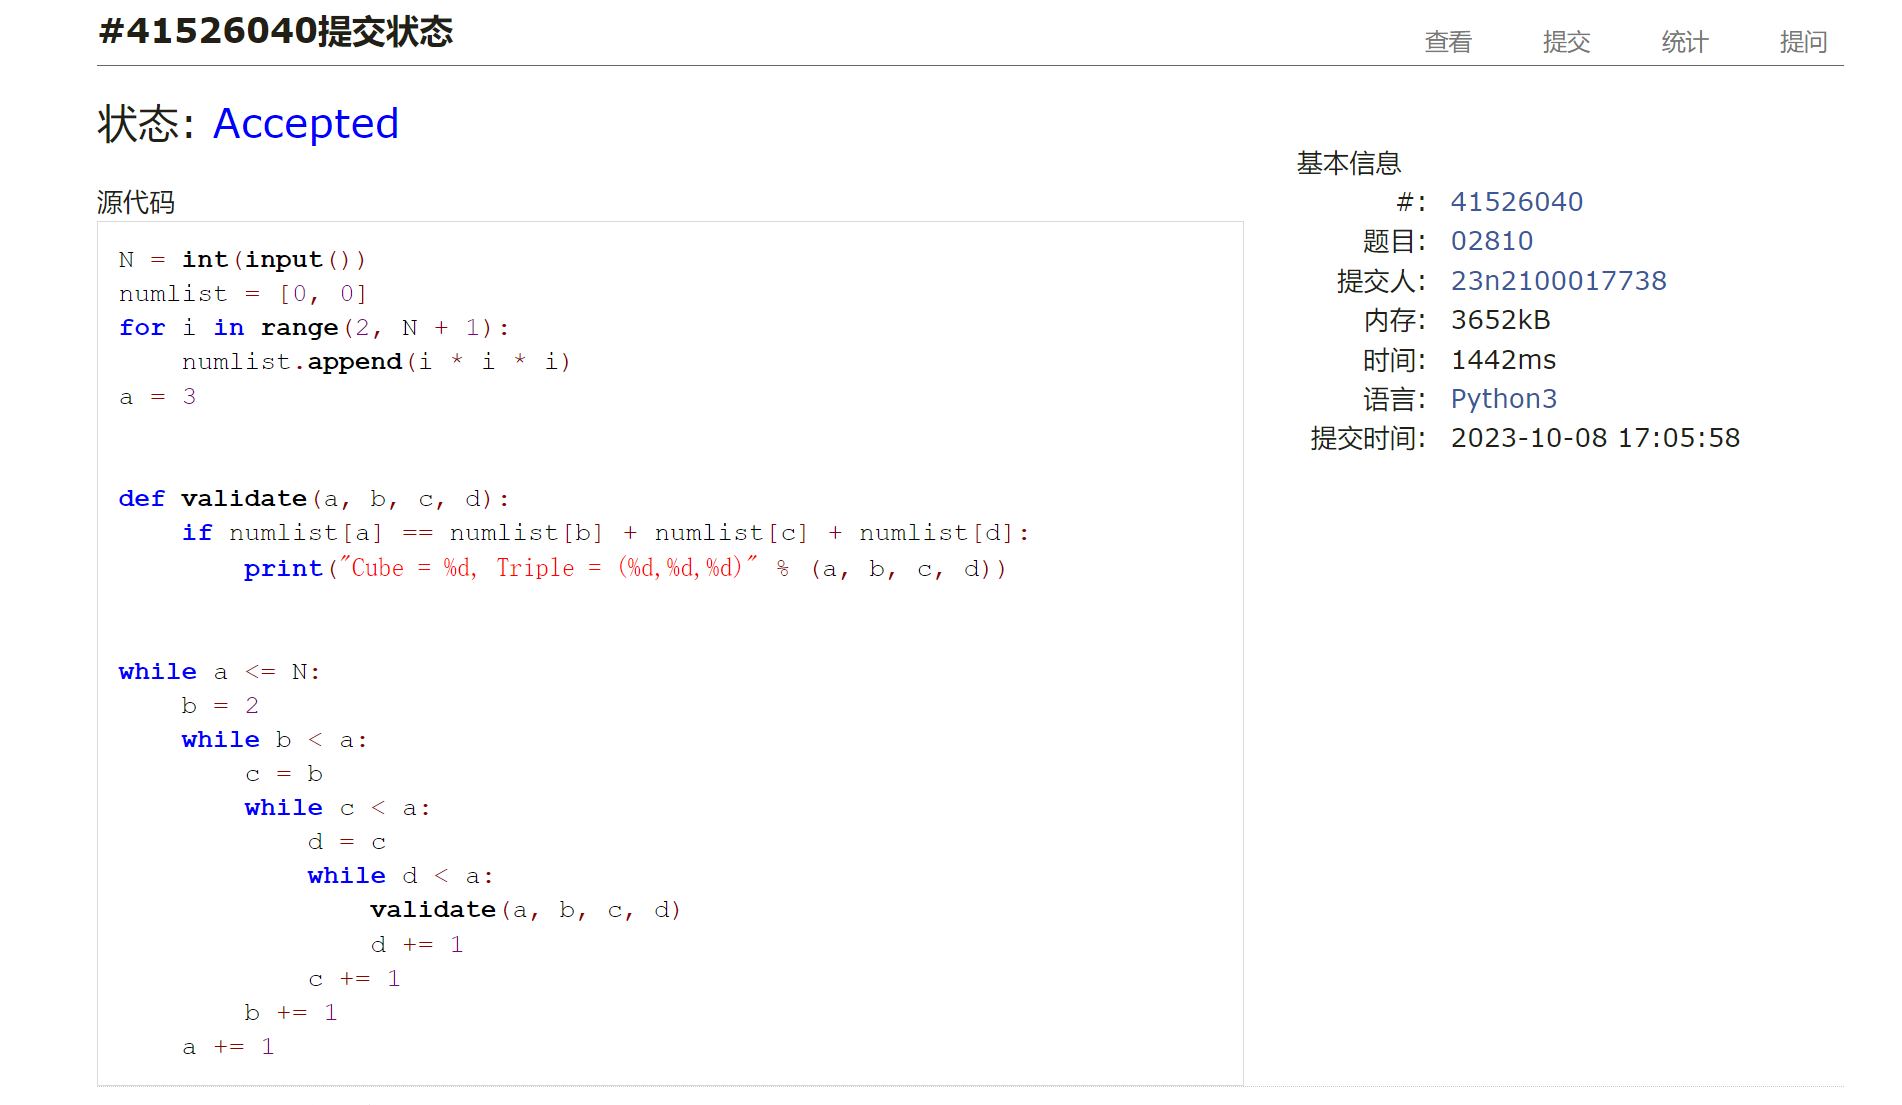 #41526040提交状态
查看 提交 统计 提问
状态: Accepted
源代码
N = int(input())
numlist = [0, 0]
for i in range(2, N + 1):
    numlist.append(i * i * i)
a = 3
def validate(a, b, c, d):
    if numlist[a] == numlist[b] + numlist[c] + numlist[d]:
        print("Cube = %d, Triple = (%d,%d,%d)" % (a, b, c, d))
while a <= N:
    b = 2
    while b < a:
        c = b
        while c < a:
            d = c
            while d < a:
                validate(a, b, c, d)
                d += 1
            c += 1
        b += 1
    a += 1
基本信息
#: 41526040
题目: 02810
提交人: 23n2100017738
内存: 3652kB
时间: 1442ms
语言: Python3
提交时间: 2023-10-08 17:05:58